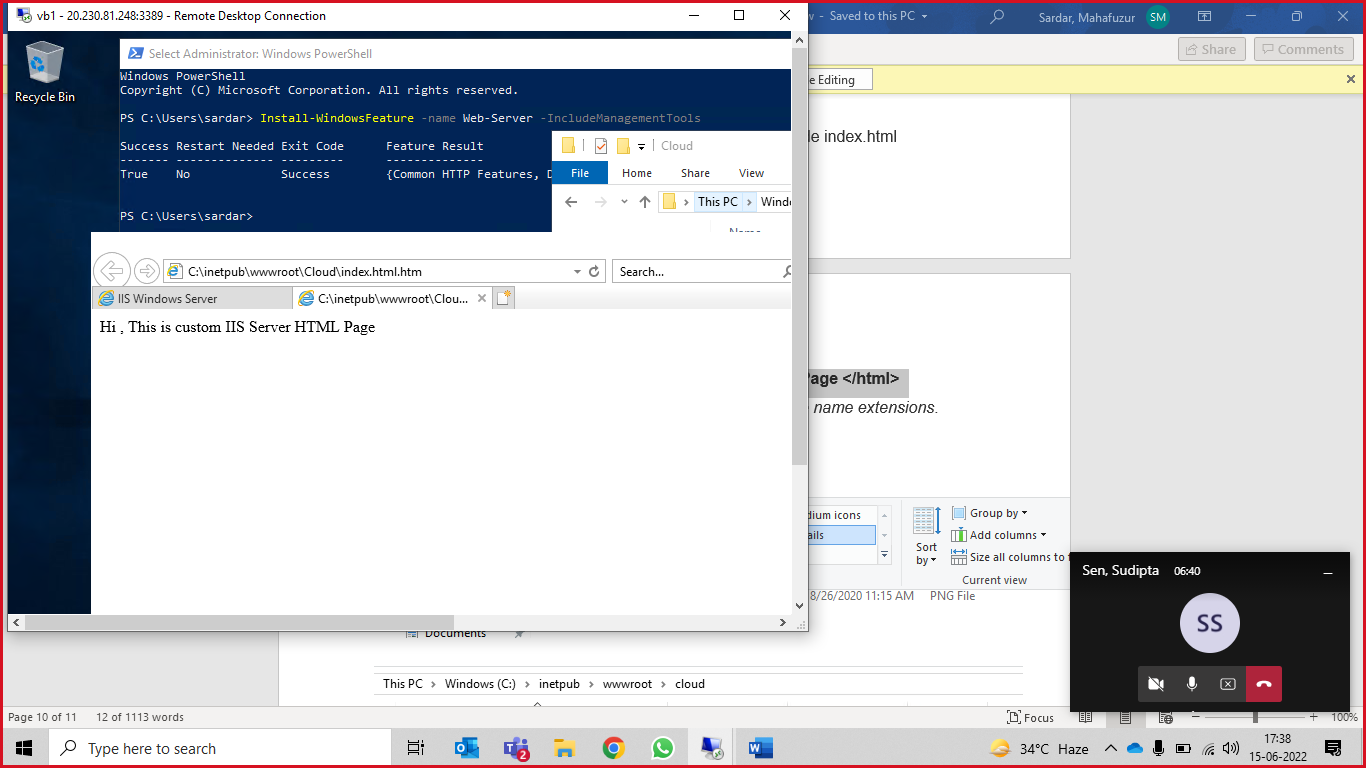 vb1 - 20.230.81.248:3389 - Remote Desktop Connection
- Saved to this PC
Sardar, Mahafuzur
SM
Share
Comments
Editing
Recycle Bin
Select Administrator: Windows PowerShell
Windows PowerShell
Copyright (C) Microsoft Corporation. All rights reserved.
PS C:\Users\sardar> Install-WindowsFeature -name Web-Server -IncludeManagementTools
Success Restart Needed Exit Code Feature Result
------- -------------- --------- --------------
True No Success {Common HTTP Features, D
PS C:\Users\sardar>
Cloud
File Home Share View
This PC > Windo
Name
C:\inetpub\wwwroot\Cloud\index.html.htm
Search...
IIS Windows Server
C:\inetpub\wwwroot\Clou...
Hi , This is custom IIS Server HTML Page
le index.html
Page </html>
name extensions.
dium icons
ails
Sort by
Group by
Add columns
Size all columns to f
Current view
8/26/2020 11:15 AM PNG File
Documents
This PC > Windows (C:) > inetpub > wwwroot > cloud
Sen, Sudipta 06:40
SS
Page 10 of 11 12 of 1113 words
Focus
100%
Type here to search
2
34°C Haze
17:38
15-06-2022